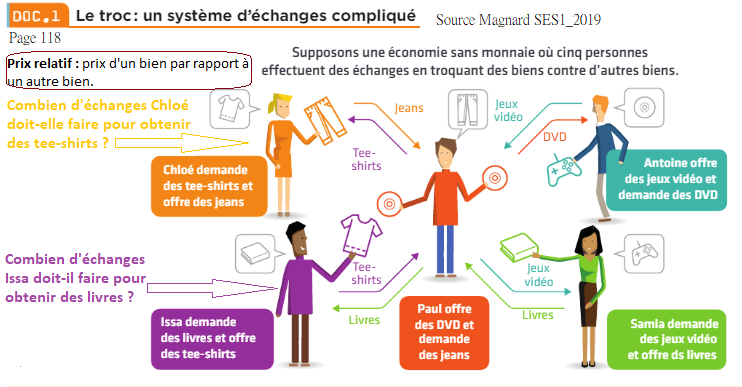 DOC.1 Le troc : un système d'échanges compliqué Source Magnard SES1_2019
Page 118
Prix relatif : prix d'un bien par rapport à
un autre bien.
Supposons une économie sans monnaie où cinq personnes
effectuent des échanges en troquant des biens contre d'autres biens.
Combien d'échanges Chloé
doit-elle faire pour obtenir
des tee-shirts ?
Jeans
Tee-
shirts
Jeux
vidéo
DVD
Chloé demande
des tee-shirts et
offre des jeans
Antoine offre
des jeux vidéo et
demande des DVD
Combien d'échanges
Issa doit-il faire pour
obtenir des livres ?
Tee-
shirts
Livres
Jeux
vidéo
Livres
Issa demande
des livres et offre
des tee-shirts
Paul offre
des DVD et
demande
des jeans
Samia demande
des jeux vidéo
et offre ds livres